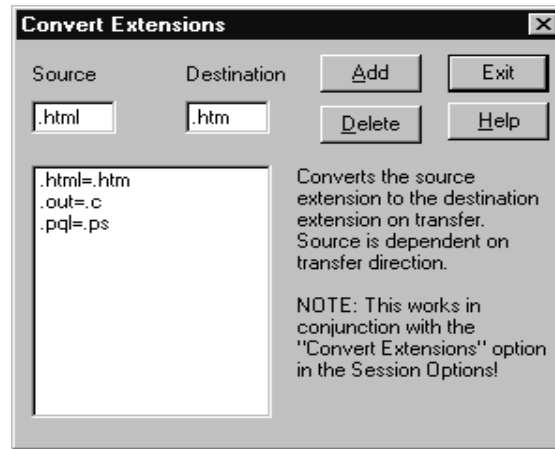 Convert Extensions
Source
Destination
Add
Exit
.html
.htm
Delete
Help
.html=.htm
.out=.c
.pql=.ps
Converts the source
extension to the destination
extension on transfer.
Source is dependent on
transfer direction.
NOTE: This works in
conjunction with the
"Convert Extensions" option
in the Session Options!